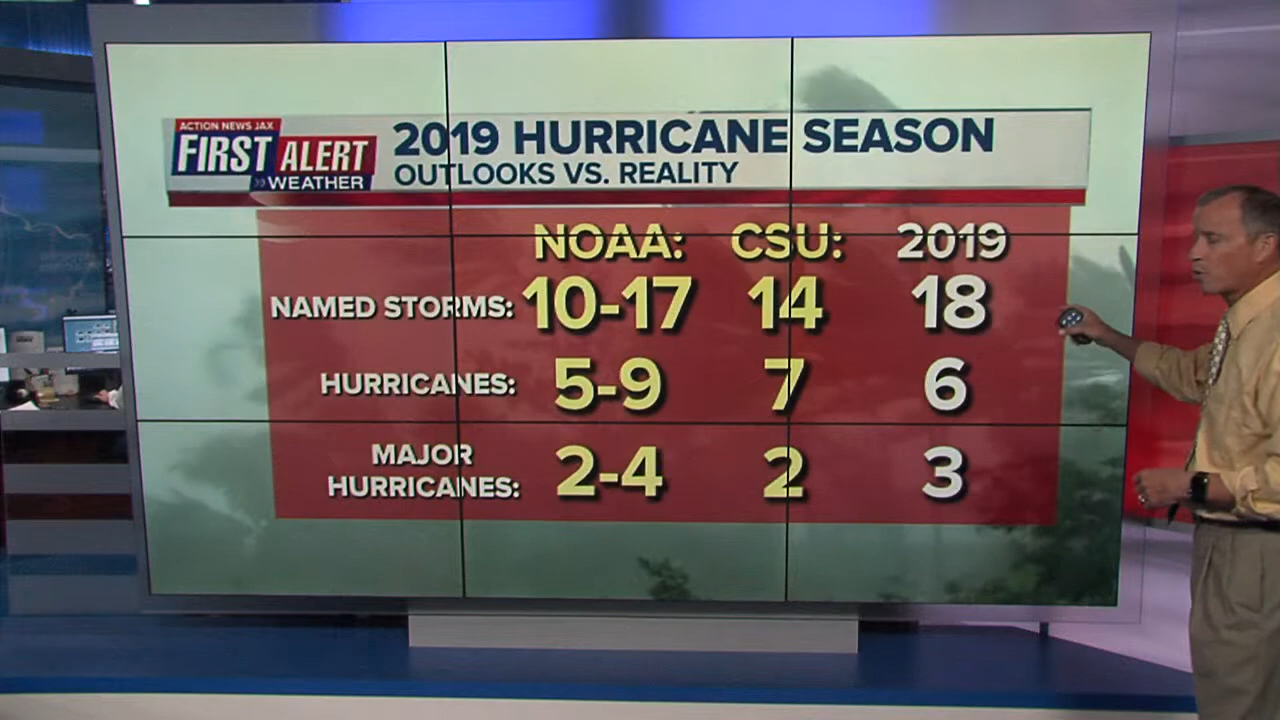 ACTION NEWS JAX
FIRST ALERT
WEATHER
2019 HURRICANE SEASON
OUTLOOKS VS. REALITY
NOAA: CSU: 2019
NAMED STORMS: 10-17 14 18
HURRICANES: 5-9 7 6
MAJOR
HURRICANES: 2-4 2 3